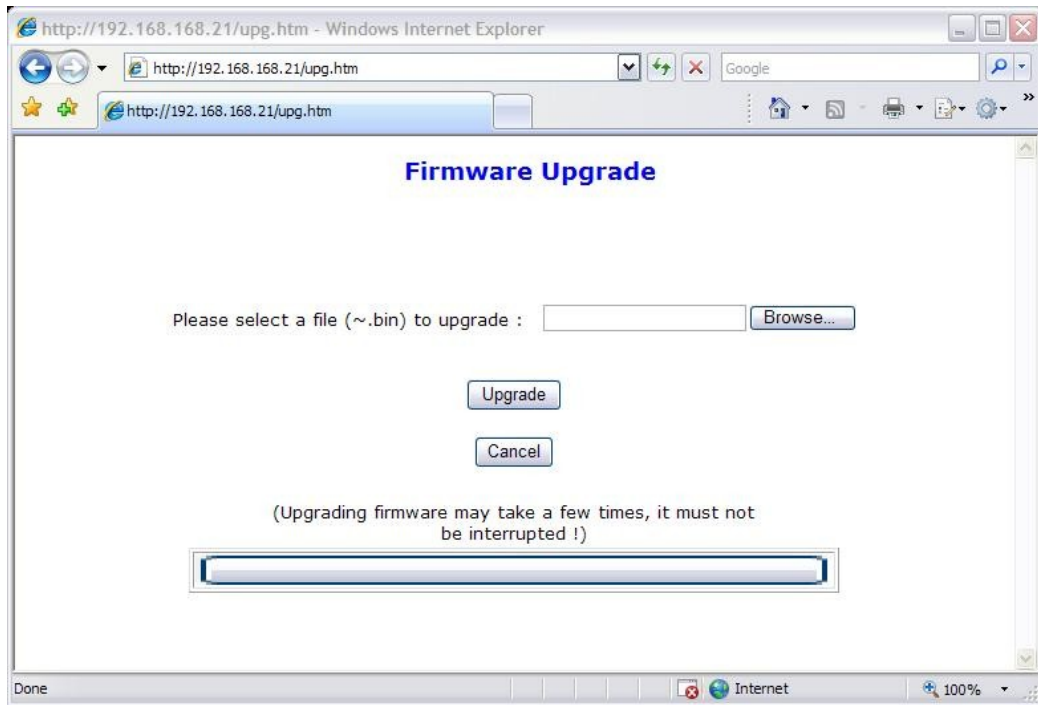 http://192.168.168.21/upg.htm - Windows Internet Explorer
http://192.168.168.21/upg.htm
Google
http://192.168.168.21/upg.htm
Firmware Upgrade
Please select a file (~.bin) to upgrade :
Browse...
Upgrade
Cancel
(Upgrading firmware may take a few times, it must not
be interrupted !)
Done
Internet
100%